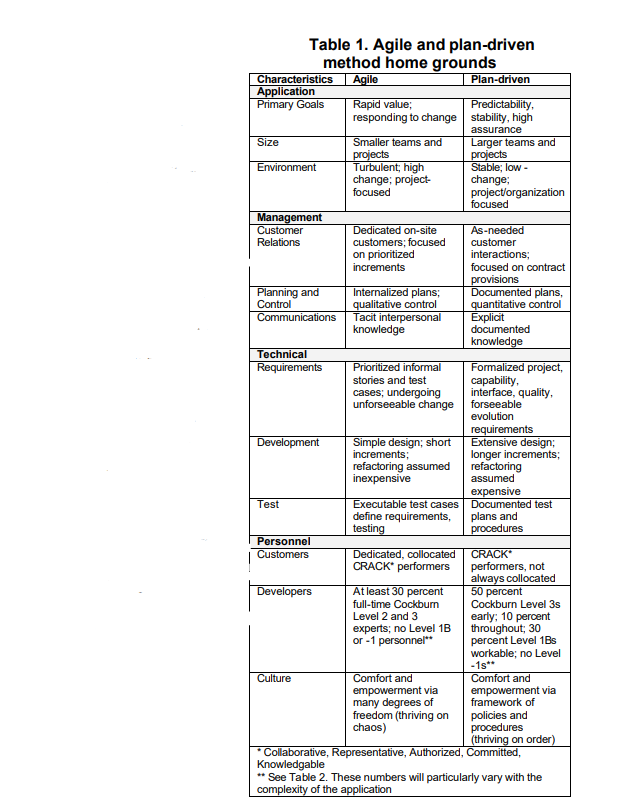 Table 1. Agile and plan-driven
method home grounds
Characteristics Agile Plan-driven
Application
Primary Goals Rapid value; Predictability,
responding to change stability, high
assurance
Size Smaller teams and Larger teams and
projects projects
Environment Turbulent; high Stable; low -
change; project- change;
focused project/organization
focused
Management
Customer Dedicated on-site As-needed
Relations customers; focused customer
on prioritized interactions;
increments focused on contract
provisions
Planning and Internalized plans; Documented plans,
Control qualitative control quantitative control
Communications Tacit interpersonal Explicit
knowledge documented
knowledge
Technical
Requirements Prioritized informal Formalized project,
stories and test capability,
cases; undergoing interface, quality,
unforseeable change forseeable
evolution
requirements
Development Simple design; short Extensive design;
increments; longer increments;
refactoring assumed refactoring
inexpensive assumed
expensive
Test Executable test cases Documented test
define requirements, plans and
testing procedures
Personnel
Customers Dedicated, collocated CRACK*
CRACK* performers performers, not
always collocated
Developers At least 30 percent 50 percent
full-time Cockburn Cockburn Level 3s
Level 2 and 3 early; 10 percent
experts; no Level 1B throughout; 30
or -1 personnel** percent Level 1Bs
workable; no Level
-1s**
Culture Comfort and Comfort and
empowerment via empowerment via
many degrees of framework of
freedom (thriving on policies and
chaos) procedures
(thriving on order)
* Collaborative, Representative, Authorized, Committed,
Knowledgable
** See Table 2. These numbers will particularly vary with the
complexity of the application